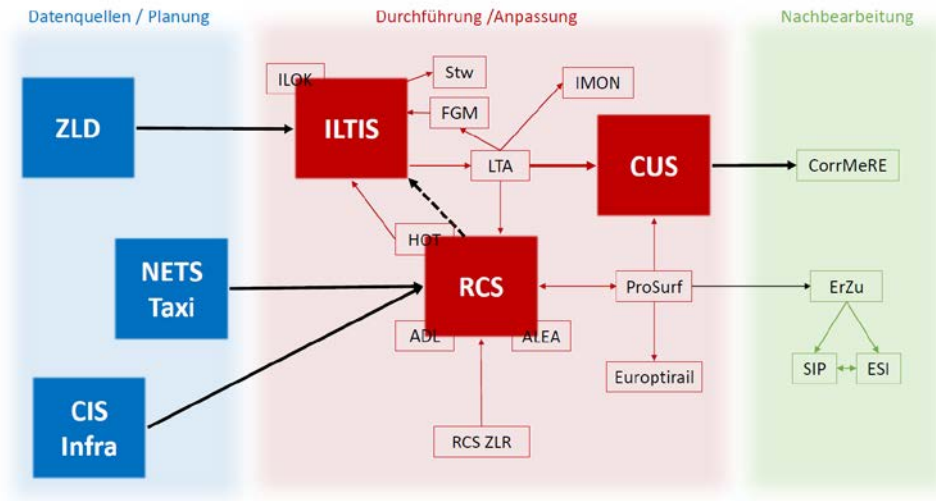 Datenquellen / Planung
Durchführung /Anpassung
Nachbearbeitung
ILOK
Stw
IMON
ZLD
ILTIS
FGM
CUS
LTA
CorrMeRE
HOT
NETS
Taxi
RCS
ProSurf
ErZu
ADL
ALEA
Europtirail
SIP
ESI
CIS
Infra
RCS ZLR